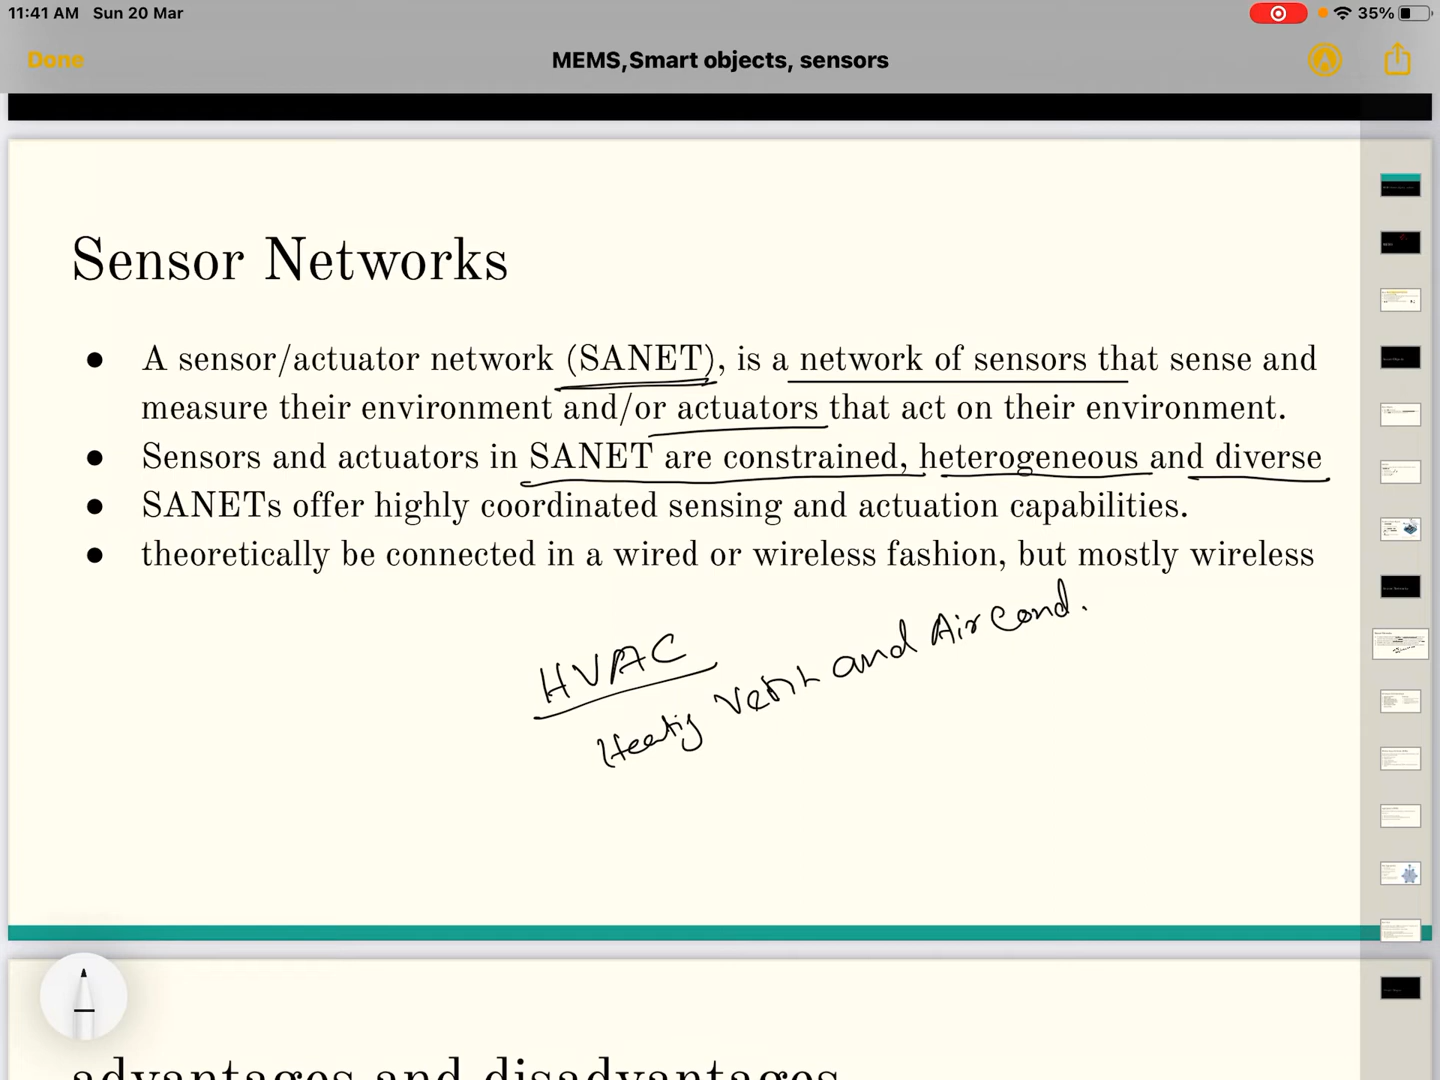 11:41 AM Sun 20 Mar
35%
Done
MEMS,Smart objects, sensors
Sensor Networks
● A sensor/actuator network (SANET), is a network of sensors that sense and
measure their environment and/or actuators that act on their environment.
● Sensors and actuators in SANET are constrained, heterogeneous and diverse
● SANETs offer highly coordinated sensing and actuation capabilities.
● theoretically be connected in a wired or wireless fashion, but mostly wireless
HVAC
and Air Cond.
advantages and disadvantages